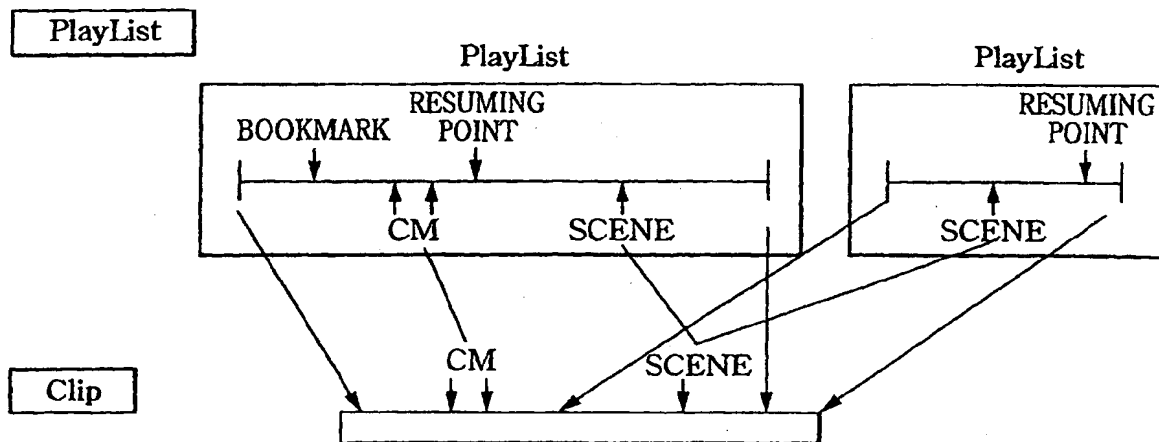 PlayList
PlayList
PlayList
BOOKMARK
RESUMING
POINT
RESUMING
POINT
CM
SCENE
SCENE
CM
SCENE
Clip